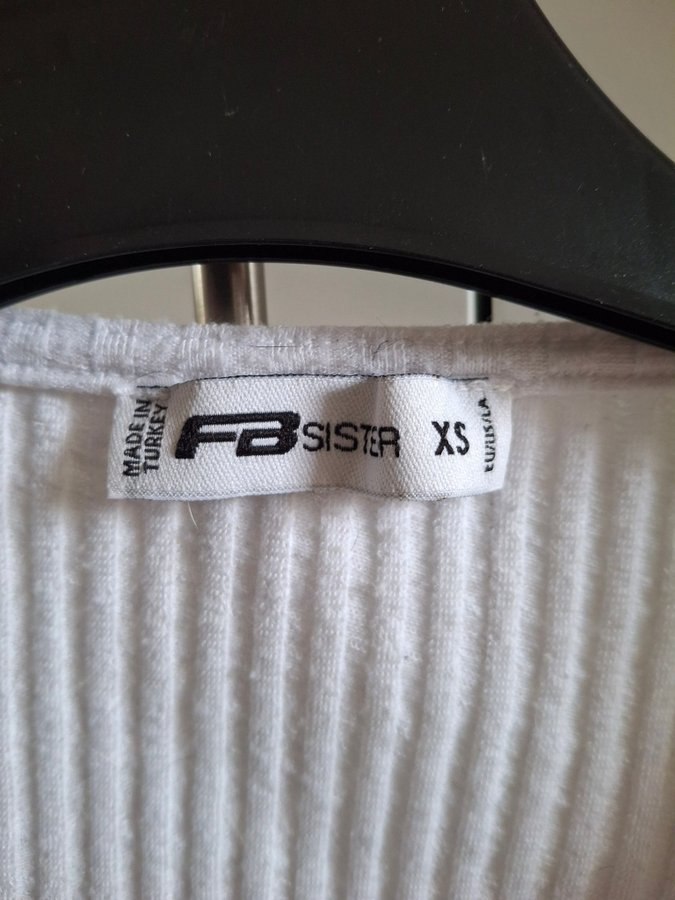 MADE IN
TURKEY
FB SISTER
XS
EU/US/LA